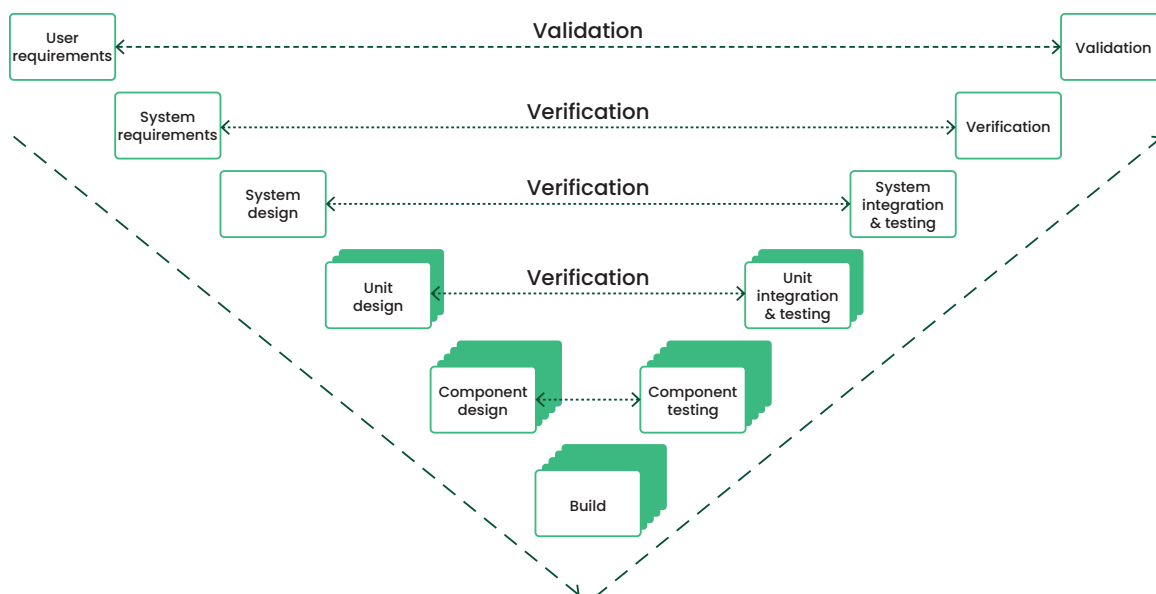 User
requirements
Validation
Validation
System
requirements
Verification
Verification
System
design
Verification
System
integration
& testing
Unit
design
Verification
Unit
integration
& testing
Component
design
Component
testing
Build